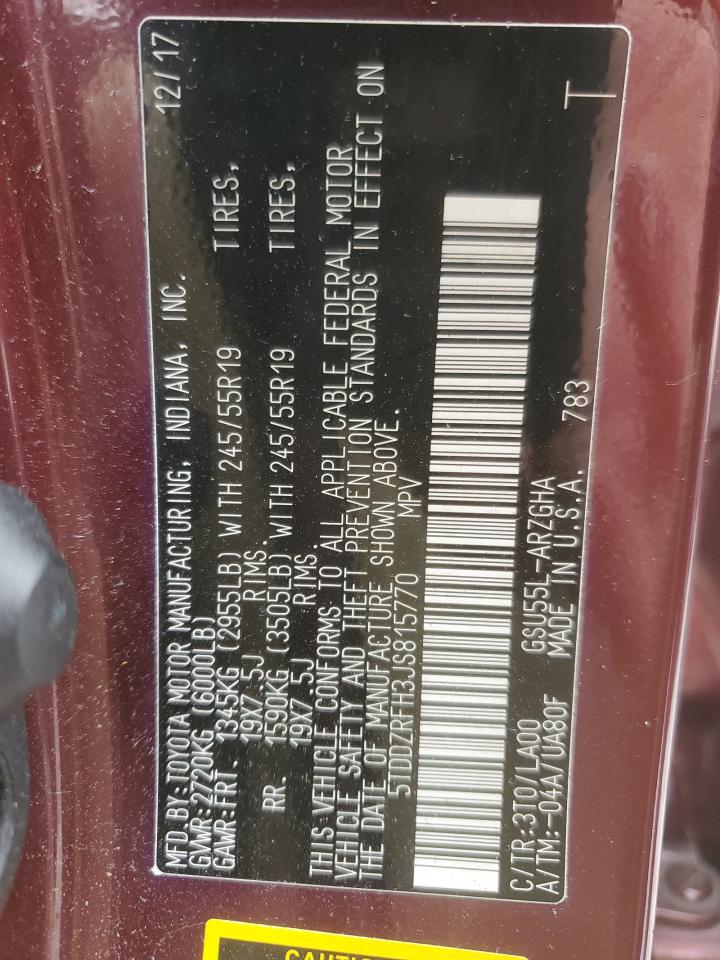 MFD.BY:TOYOTA MOTOR MANUFACTURING, INDIANA, INC. 12/17
GVWR:2720KG (6000LB)
GAWR:FRT. 1345KG (2955LB) WITH 245/55R19 TIRES,
19X7.5J RIMS.
RR. 1590KG (3505LB) WITH 245/55R19 TIRES,
19X7.5J RIMS.
THIS VEHICLE CONFORMS TO ALL APPLICABLE FEDERAL MOTOR
VEHICLE SAFETY AND THEFT PREVENTION STANDARDS IN EFFECT ON
THE DATE OF MANUFACTURE SHOWN ABOVE.
5TDDZRFH3JS815770 MPV
C/TR:3T0/LA00 GSU55L-ARZGHA
A/TM:-04A/UA80F MADE IN U.S.A. 783
T
CAUTION